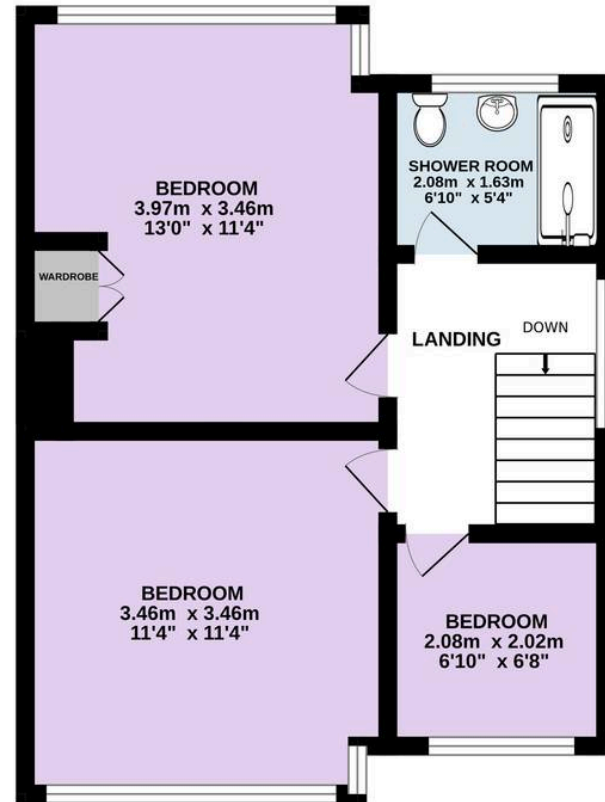 BEDROOM
3.97m x 3.46m
13'0" x 11'4"
SHOWER ROOM
2.08m x 1.63m
6'10" x 5'4"
WARDROBE
LANDING
DOWN
BEDROOM
3.46m x 3.46m
11'4" x 11'4"
BEDROOM
2.08m x 2.02m
6'10" x 6'8"